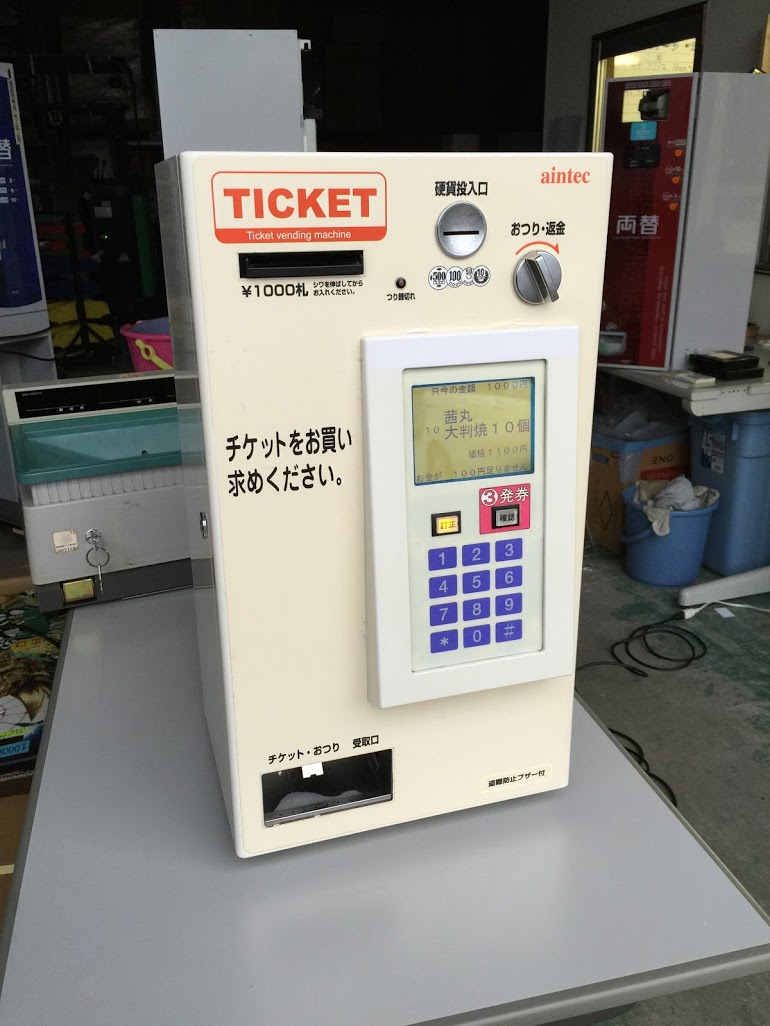 TICKET
Ticket vending machine
aintec
硬貨投入口
おつり・返金
¥1000札
シワを伸ばしてから
お入れください。
つり銭切れ
500 100 50 10
チケットをお買い
求めください。
只今の金額 1000円
茜丸
10 大判焼10個
価格1100円
お金が 100円足りません
③発券
訂正
確認
1 2 3
4 5 6
7 8 9
* 0 #
チケット・おつり 受取口
盗難防止ブザー付
両替
替